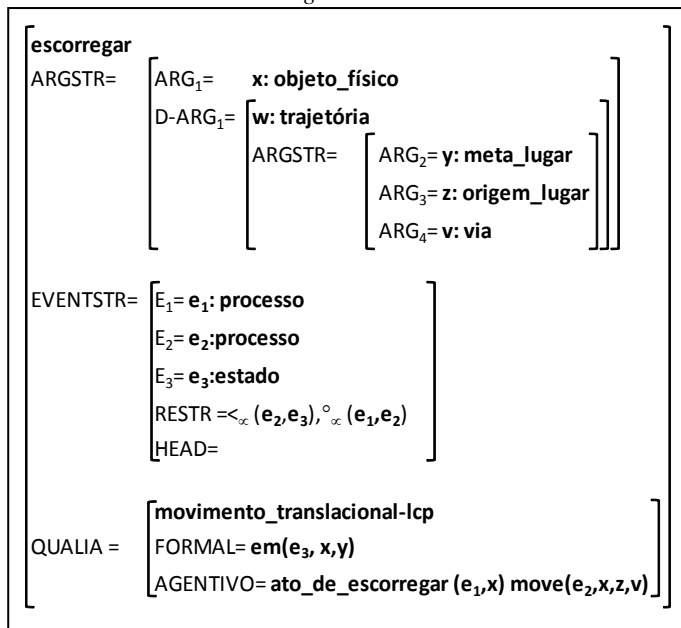 escorregar
ARGSTR= ARG₁= x: objeto_físico
D-ARG₁= w: trajetória
ARGSTR= ARG₂= y: meta_lugar
ARG₃= z: origem_lugar
ARG₄= v: via
EVENTSTR= E₁= e₁: processo
E₂= e₂:processo
E₃= e₃:estado
RESTR =<∝ (e₂,e₃),°∝ (e₁,e₂)
HEAD=
movimento_translacional-lcp
QUALIA = FORMAL= em(e₃, x,y)
AGENTIVO= ato_de_escorregar (e₁,x) move(e₂,x,z,v)